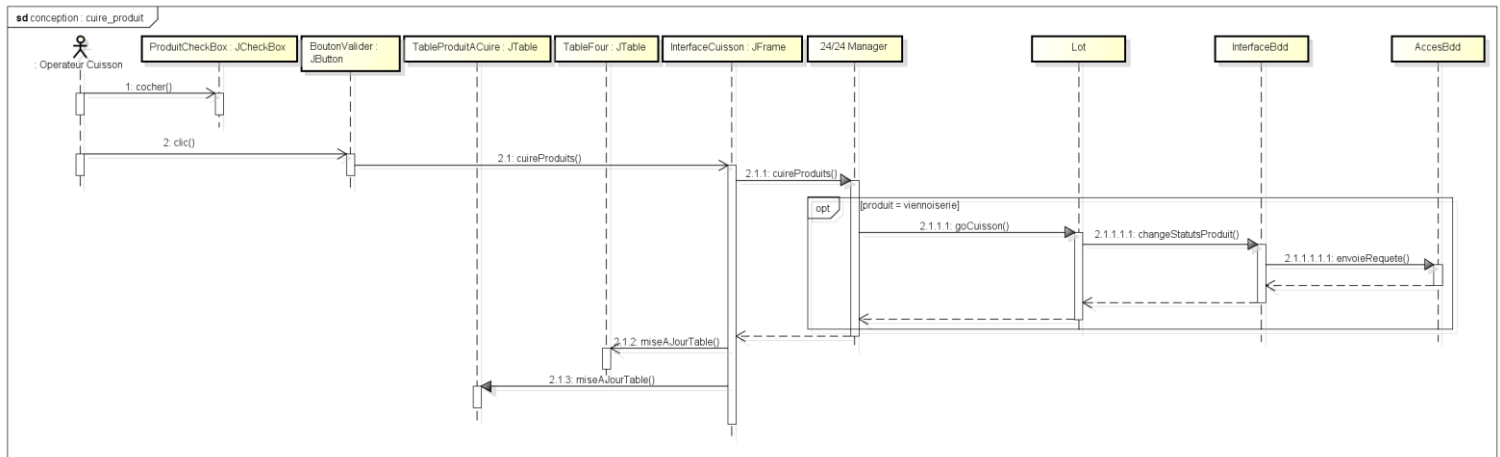 sd conception : cuire_produit
: Operateur Cuisson
ProduitCheckBox : JCheckBox
BoutonValider :
JButton
TableProduitACuire : JTable
TableFour : JTable
InterfaceCuisson : JFrame
24/24 Manager
Lot
InterfaceBdd
AccesBdd
1: cocher()
2: clic()
2.1: cuireProduits()
2.1.1: cuireProduits()
opt
[produit = viennoiserie]
2.1.1.1: goCuisson()
2.1.1.1.1: changeStatutsProduit()
2.1.1.1.1.1: envoieRequete()
2.1.2: miseAJourTable()
2.1.3: miseAJourTable()